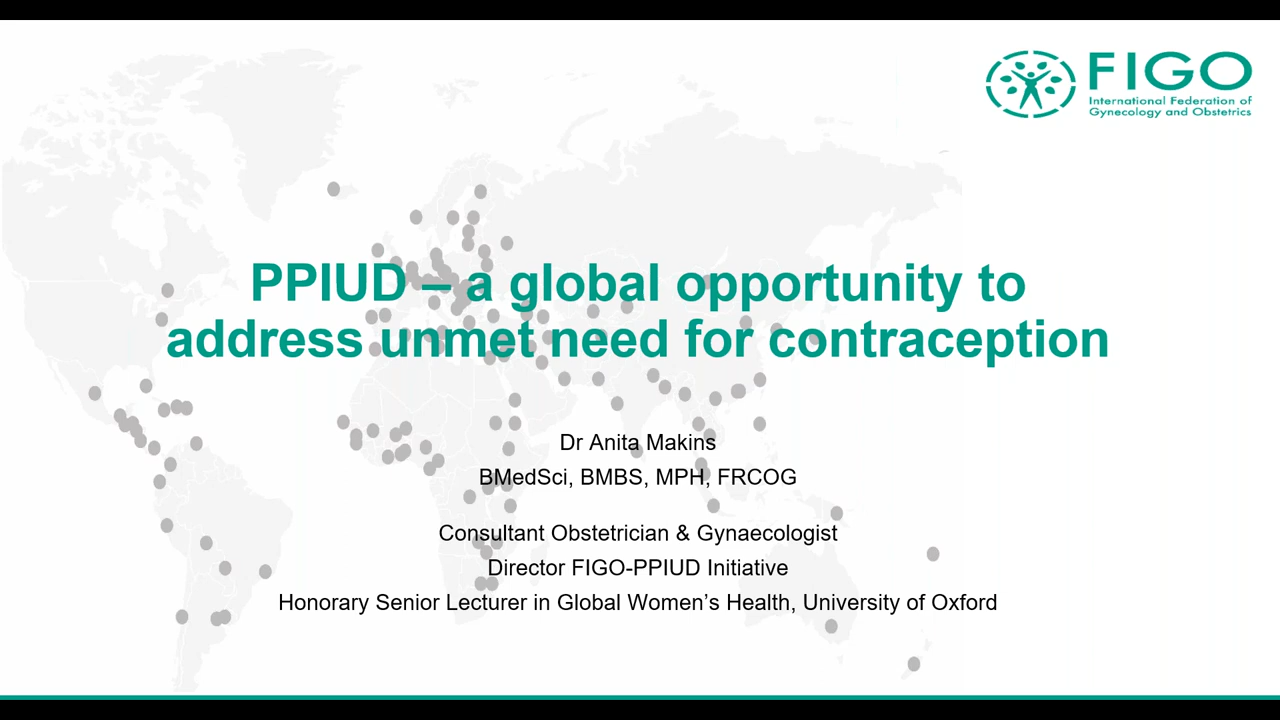 FIGO
International Federation of
Gynecology and Obstetrics
PPIUD – a global opportunity to
address unmet need for contraception
Dr Anita Makins
BMedSci, BMBS, MPH, FRCOG
Consultant Obstetrician & Gynaecologist
Director FIGO-PPIUD Initiative
Honorary Senior Lecturer in Global Women's Health, University of Oxford